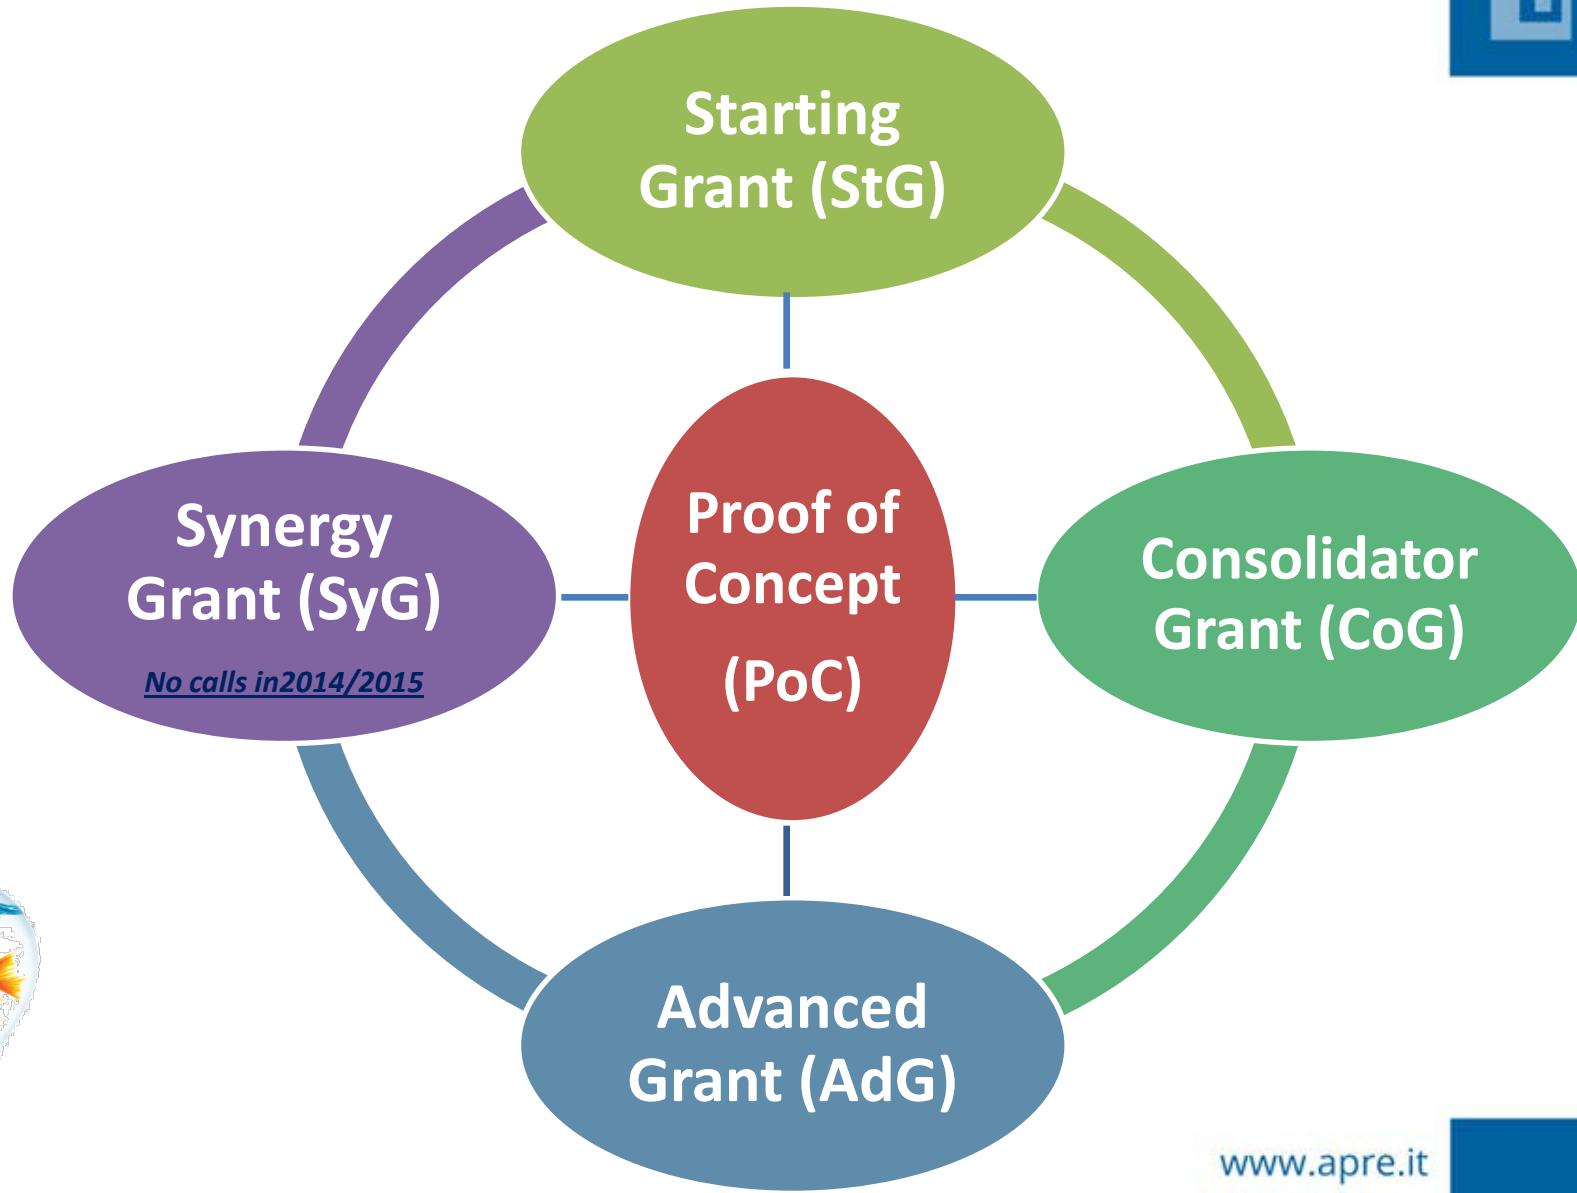 Starting
Grant (StG)
Synergy
Grant (SyG)
No calls in2014/2015
Proof of
Concept
(PoC)
Consolidator
Grant (CoG)
Advanced
Grant (AdG)
www.apre.it